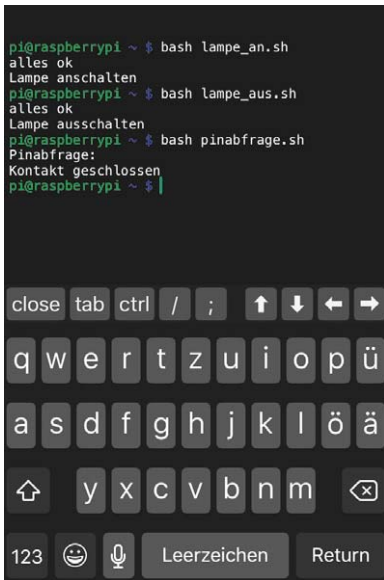 pi@raspberrypi ~ $ bash lampe_an.sh
alles ok
Lampe anschalten
pi@raspberrypi ~ $ bash lampe_aus.sh
alles ok
Lampe ausschalten
pi@raspberrypi ~ $ bash pinabfrage.sh
Pinabfrage:
Kontakt geschlossen
pi@raspberrypi ~ $
close tab ctrl / ; ⬆ ⬇ ⬅ ➡
q w e r t z u i o p ü
a s d f g h j k l ö ä
y x c v b n m
123 Leerzeichen Return